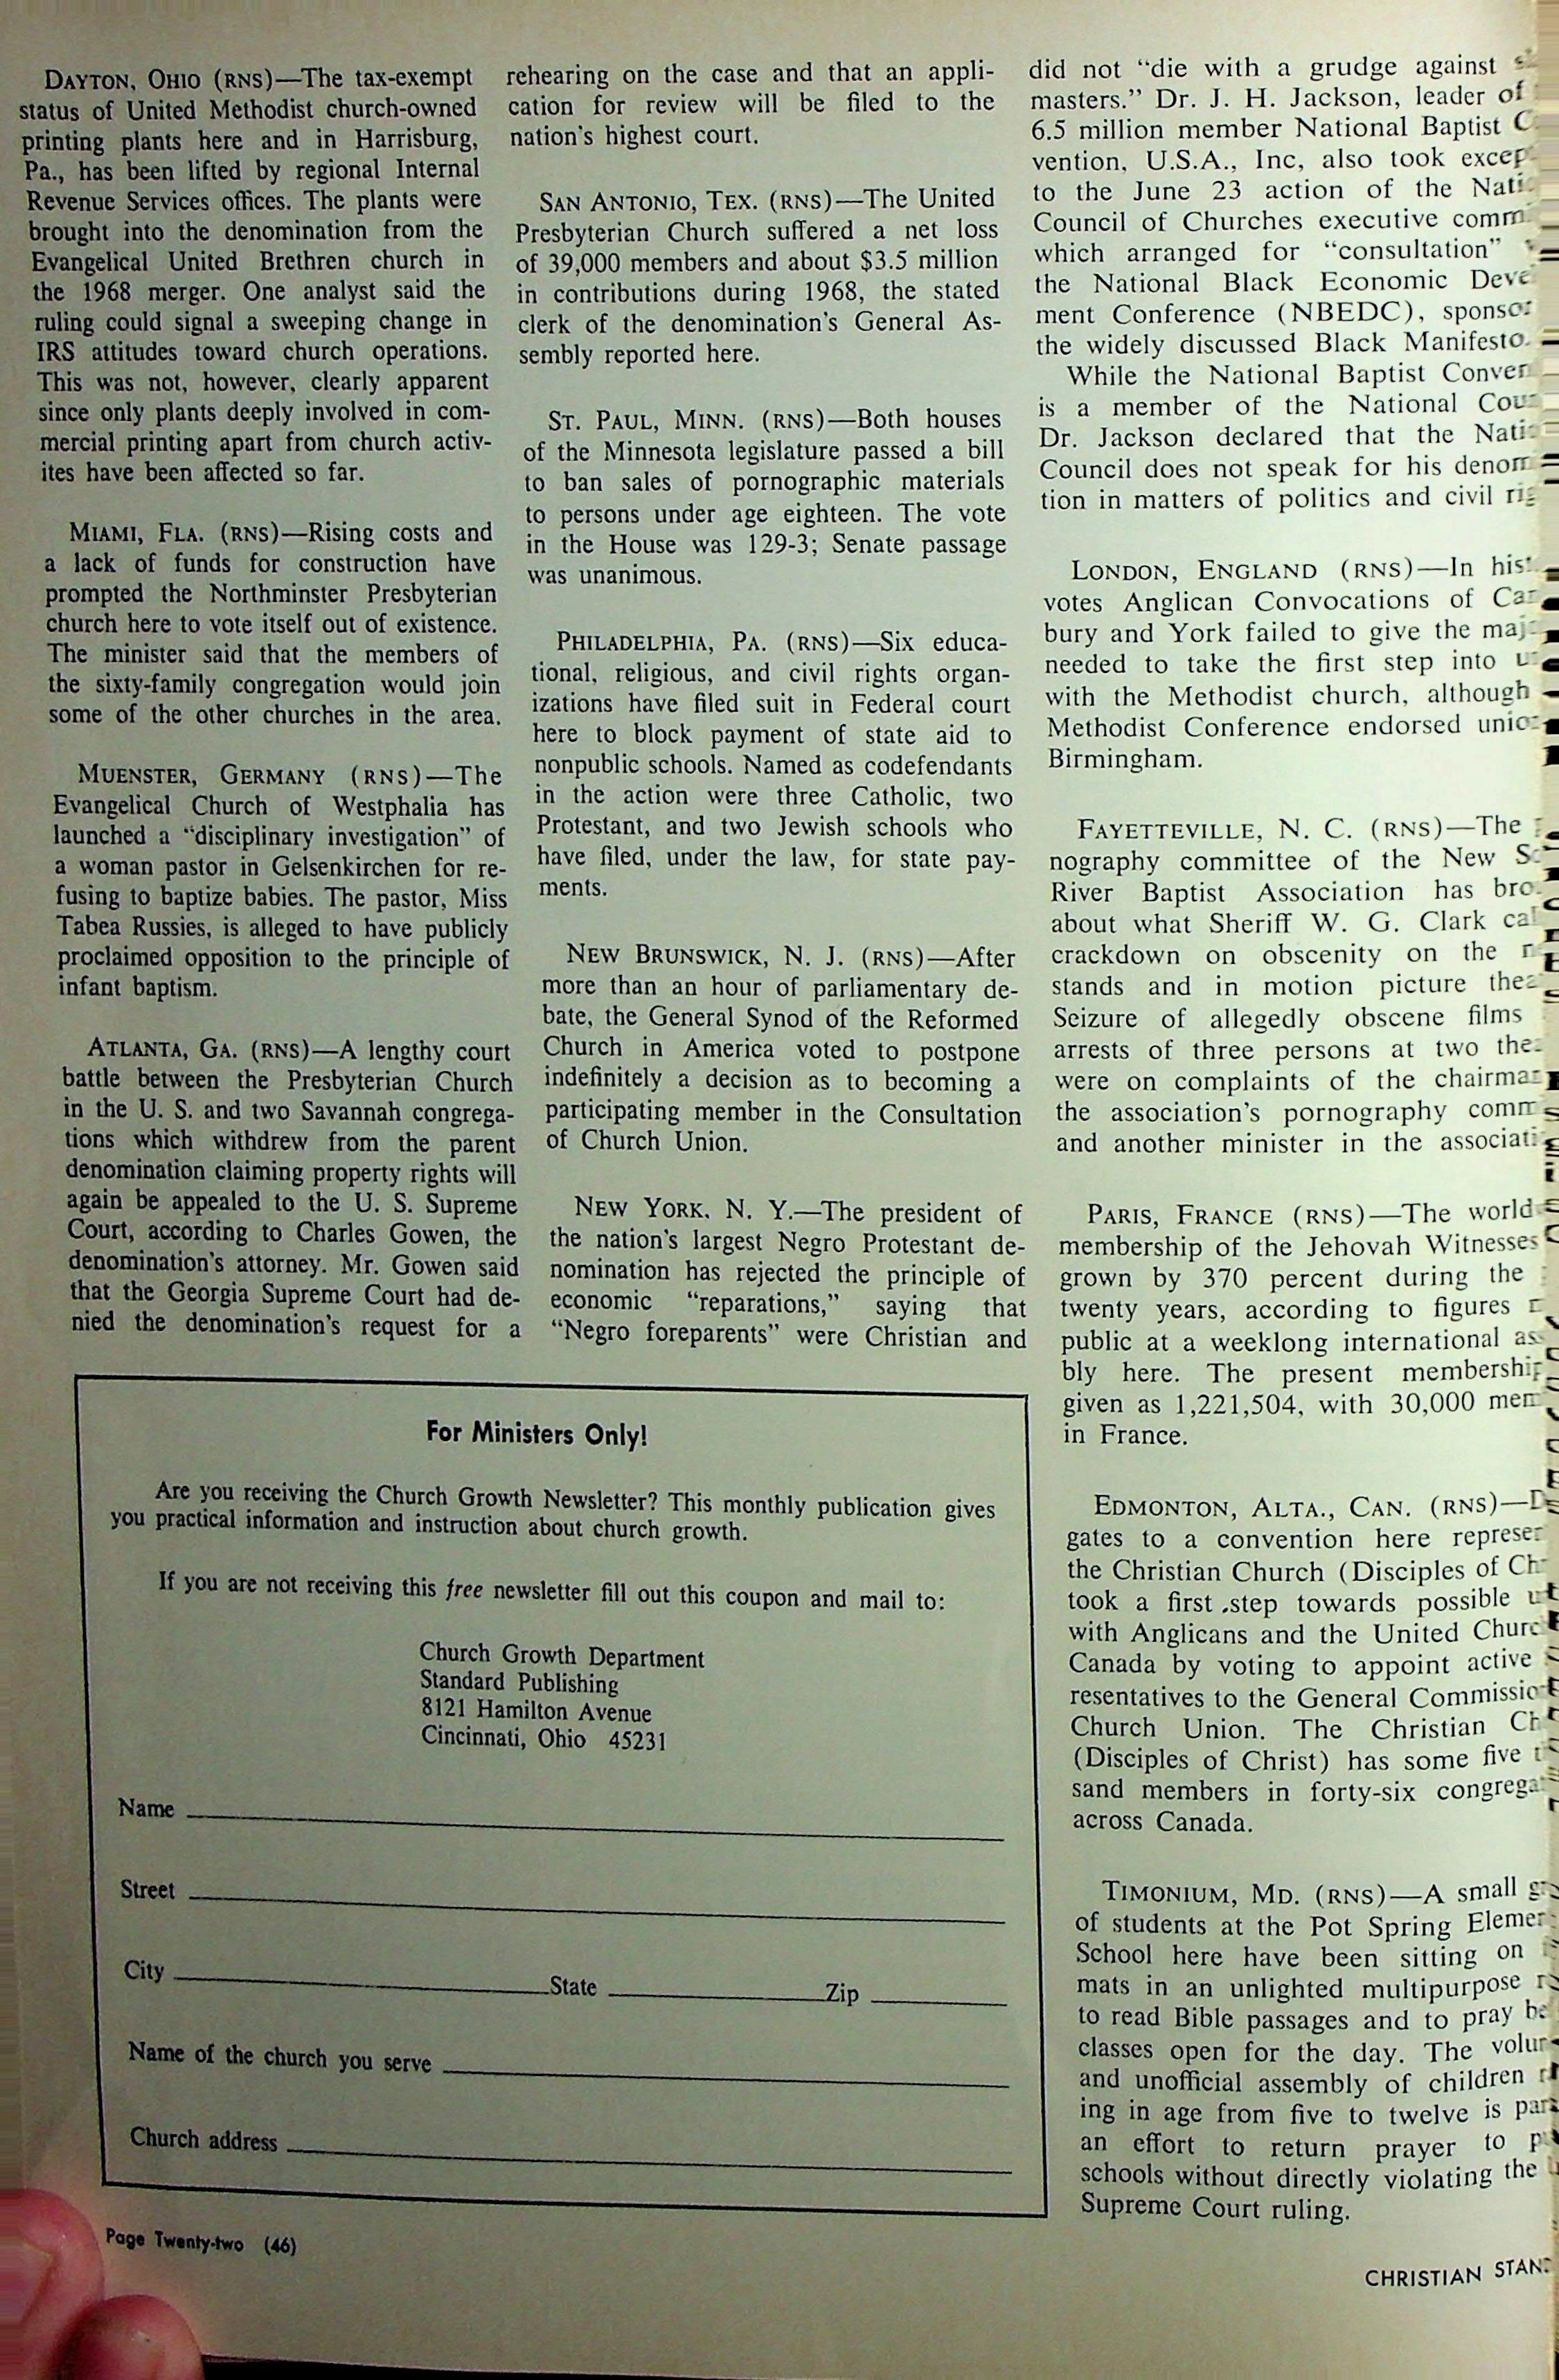 DAYTON, OHIO (RNS)—The tax-exempt
status of United Methodist church-owned
printing plants here and in Harrisburg,
Pa., has been lifted by regional Internal
Revenue Services offices. The plants were
brought into the denomination from the
Evangelical United Brethren church in
the 1968 merger. One analyst said the
ruling could signal a sweeping change in
IRS attitudes toward church operations.
This was not, however, clearly apparent
since only plants deeply involved in com-
mercial printing apart from church activ-
ites have been affected so far.
MIAMI, FLA. (RNS)—Rising costs and
a lack of funds for construction have
prompted the Northminster Presbyterian
church here to vote itself out of existence.
The minister said that the members of
the sixty-family congregation would join
some of the other churches in the area.
MUENSTER, GERMANY (RNS)—The
Evangelical Church of Westphalia has
launched a “disciplinary investigation” of
a woman pastor in Gelsenkirchen for re-
fusing to baptize babies. The pastor, Miss
Tabea Russies, is alleged to have publicly
proclaimed opposition to the principle of
infant baptism.
ATLANTA, GA. (RNS)—A lengthy court
battle between the Presbyterian Church
in the U. S. and two Savannah congrega-
tions which withdrew from the parent
denomination claiming property rights will
again be appealed to the U. S. Supreme
Court, according to Charles Gowen, the
denomination's attorney. Mr. Gowen said
that the Georgia Supreme Court had de-
nied the denomination's request for a
rehearing on the case and that an appli-
cation for review will be filed to the
nation's highest court.
SAN ANTONIO, TEX. (RNS)—The United
Presbyterian Church suffered a net loss
of 39,000 members and about $3.5 million
in contributions during 1968, the stated
clerk of the denomination's General As-
sembly reported here.
ST. PAUL, MINN. (RNS)—Both houses
of the Minnesota legislature passed a bill
to ban sales of pornographic materials
to persons under age eighteen. The vote
in the House was 129-3; Senate passage
was unanimous.
PHILADELPHIA, PA. (RNS)—Six educa-
tional, religious, and civil rights organ-
izations have filed suit in Federal court
here to block payment of state aid to
nonpublic schools. Named as codefendants
in the action were three Catholic, two
Protestant, and two Jewish schools who
have filed, under the law, for state pay-
ments.
NEW BRUNSWICK, N. J. (RNS)—After
more than an hour of parliamentary de-
bate, the General Synod of the Reformed
Church in America voted to postpone
indefinitely a decision as to becoming a
participating member in the Consultation
of Church Union.
NEW YORK. N. Y.—The president of
the nation's largest Negro Protestant de-
nomination has rejected the principle of
economic “reparations,” saying that
“Negro foreparents” were Christian and
did not “die with a grudge against
masters.” Dr. J. H. Jackson, leader of
6.5 million member National Baptist C
vention, U.S.A., Inc, also took excep
to the June 23 action of the Nati
Council of Churches executive comm
which arranged for “consultation”
the National Black Economic Deve
ment Conference (NBEDC), sponso
the widely discussed Black Manifesto.
While the National Baptist Conven
is a member of the National Cou
Dr. Jackson declared that the Nati
Council does not speak for his denom
tion in matters of politics and civil rig
LONDON, ENGLAND (RNS)—In hist
votes Anglican Convocations of Can
bury and York failed to give the maj
needed to take the first step into u
with the Methodist church, although
Methodist Conference endorsed unio
Birmingham.
FAYETTEVILLE, N. C. (RNS)—The
nography committee of the New S
River Baptist Association has bro
about what Sheriff W. G. Clark cal
crackdown on obscenity on the
stands and in motion picture thea
Seizure of allegedly obscene films
arrests of three persons at two the
were on complaints of the chairman
the association's pornography comm
and another minister in the associati
PARIS, FRANCE (RNS)—The world
membership of the Jehovah Witnesses
grown by 370 percent during the
twenty years, according to figures
public at a weeklong international as
bly here. The present membership
given as 1,221,504, with 30,000 mem
in France.
EDMONTON, ALTA., CAN. (RNS)—De
gates to a convention here represen
the Christian Church (Disciples of Ch
took a first step towards possible u
with Anglicans and the United Churc
Canada by voting to appoint active
resentatives to the General Commissio
Church Union. The Christian Ch
(Disciples of Christ) has some five t
sand members in forty-six congregat
across Canada.
TIMONIUM, MD. (RNS)—A small gr
of students at the Pot Spring Elemen
School here have been sitting on
mats in an unlighted multipurpose r
to read Bible passages and to pray be
classes open for the day. The volun
and unofficial assembly of children r
ing in age from five to twelve is par
an effort to return prayer to p
schools without directly violating the
Supreme Court ruling.
For Ministers Only!
Are you receiving the Church Growth Newsletter? This monthly publication gives
you practical information and instruction about church growth.
If you are not receiving this free newsletter fill out this coupon and mail to:
Church Growth Department
Standard Publishing
8121 Hamilton Avenue
Cincinnati, Ohio 45231
Name
Street
City State Zip
Name of the church you serve
Church address
Page Twenty-two (46)
CHRISTIAN STAN